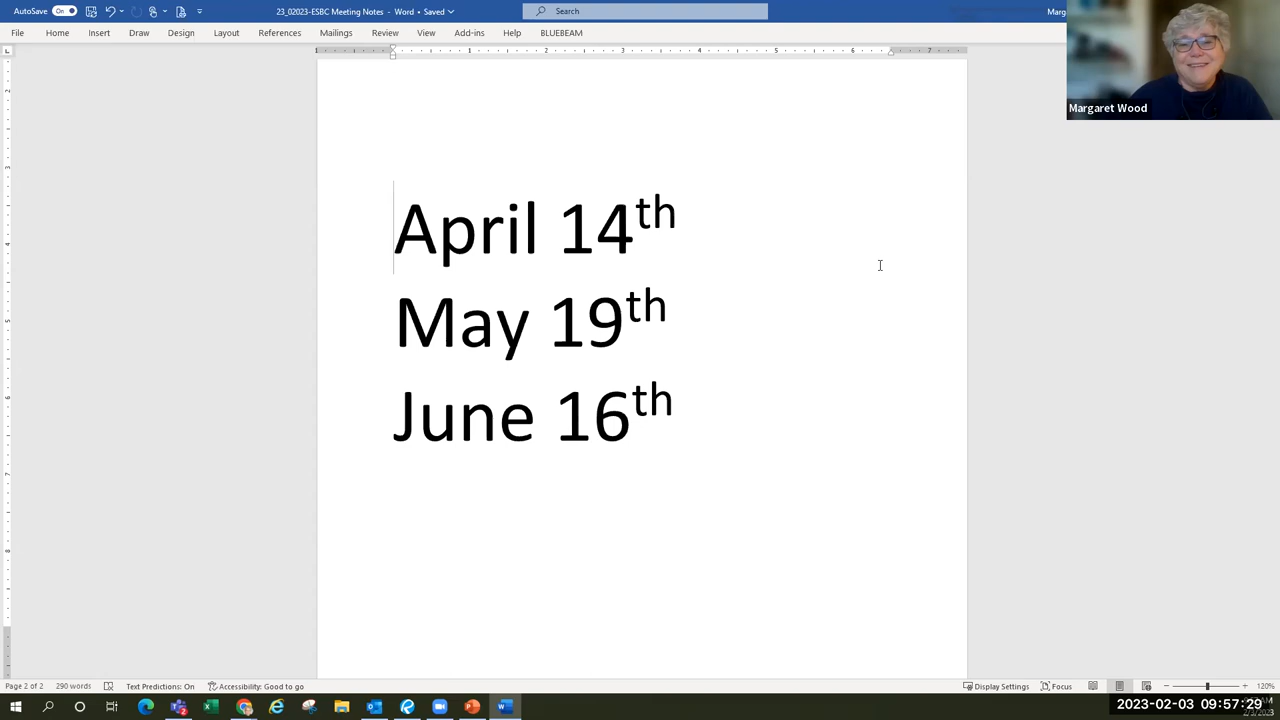 AutoSave On 23_02023-ESBC Meeting Notes - Word • Saved Search
File Home Insert Draw Design Layout References Mailings Review View Add-ins Help BLUEBEAM
Margaret Wood
April 14th
May 19th
June 16th
Page 2 of 2 290 words Text Predictions: On Accessibility: Good to go Display Settings Focus 120%
2023-02-03 09:57:29